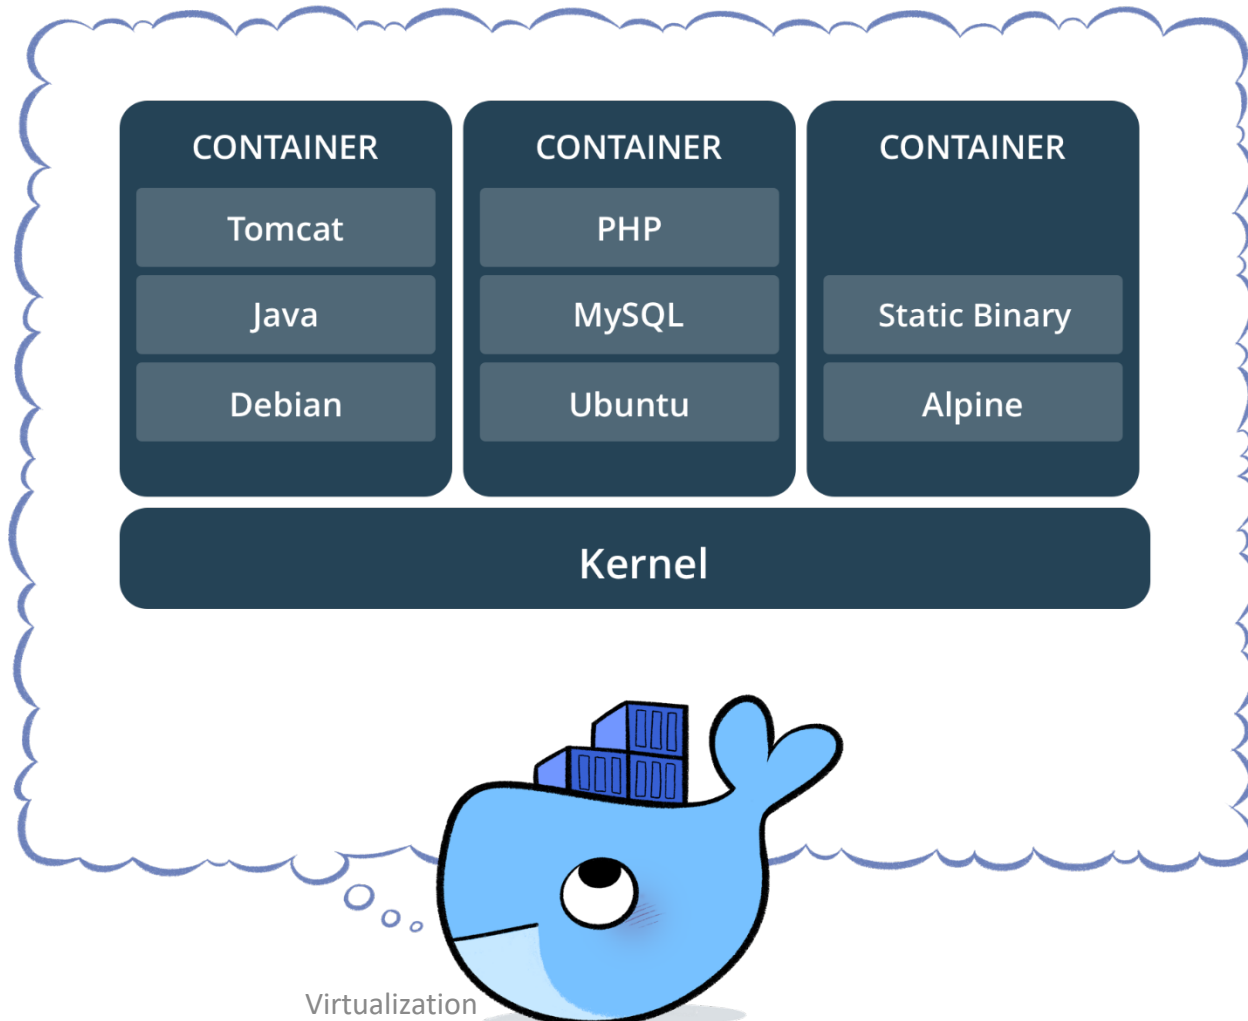 CONTAINER
Tomcat
Java
Debian
CONTAINER
PHP
MySQL
Ubuntu
CONTAINER
Static Binary
Alpine
Kernel
Virtualization